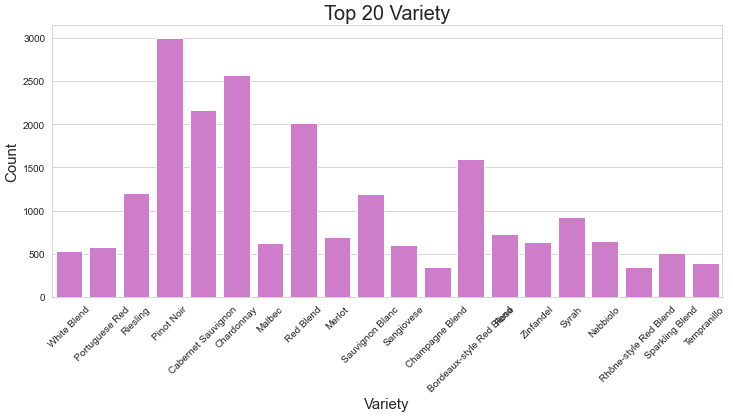 Top 20 Variety
Count
3000
2500
2000
1500
1000
500
0
White Blend
Portuguese Red
Riesling
Pinot Noir
Cabernet Sauvignon
Chardonnay
Malbec
Red Blend
Merlot
Sauvignon Blanc
Sangiovese
Champagne Blend
Bordeaux-style Red Blend
Rosé
Zinfandel
Syrah
Nebbiolo
Rhône-style Red Blend
Sparkling Blend
Tempranillo
Variety